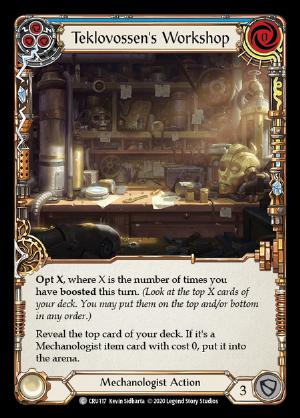 Teklovossen's Workshop
0
Opt X, where X is the number of times you
have boosted this turn. (Look at the top X cards of
your deck. You may put them on the top and/or bottom
in any order.)
Reveal the top card of your deck. If it's a
Mechanologist item card with cost 0, put it into
the arena.
Mechanologist Action
3
CRU117 Kevin Sidharta © 2020 Legend Story Studios